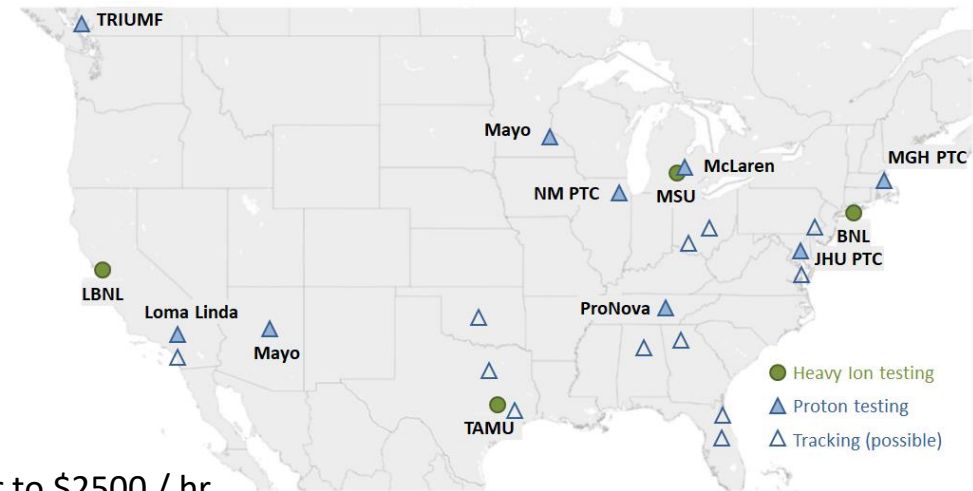 TRIUMF
Mayo
McLaren
MGH PTC
NM PTC
MSU
BNL
JHU PTC
LBNL
Loma Linda
ProNova
Mayo
Heavy Ion testing
Proton testing
TAMU
Tracking (possible)
to $2500 / hr